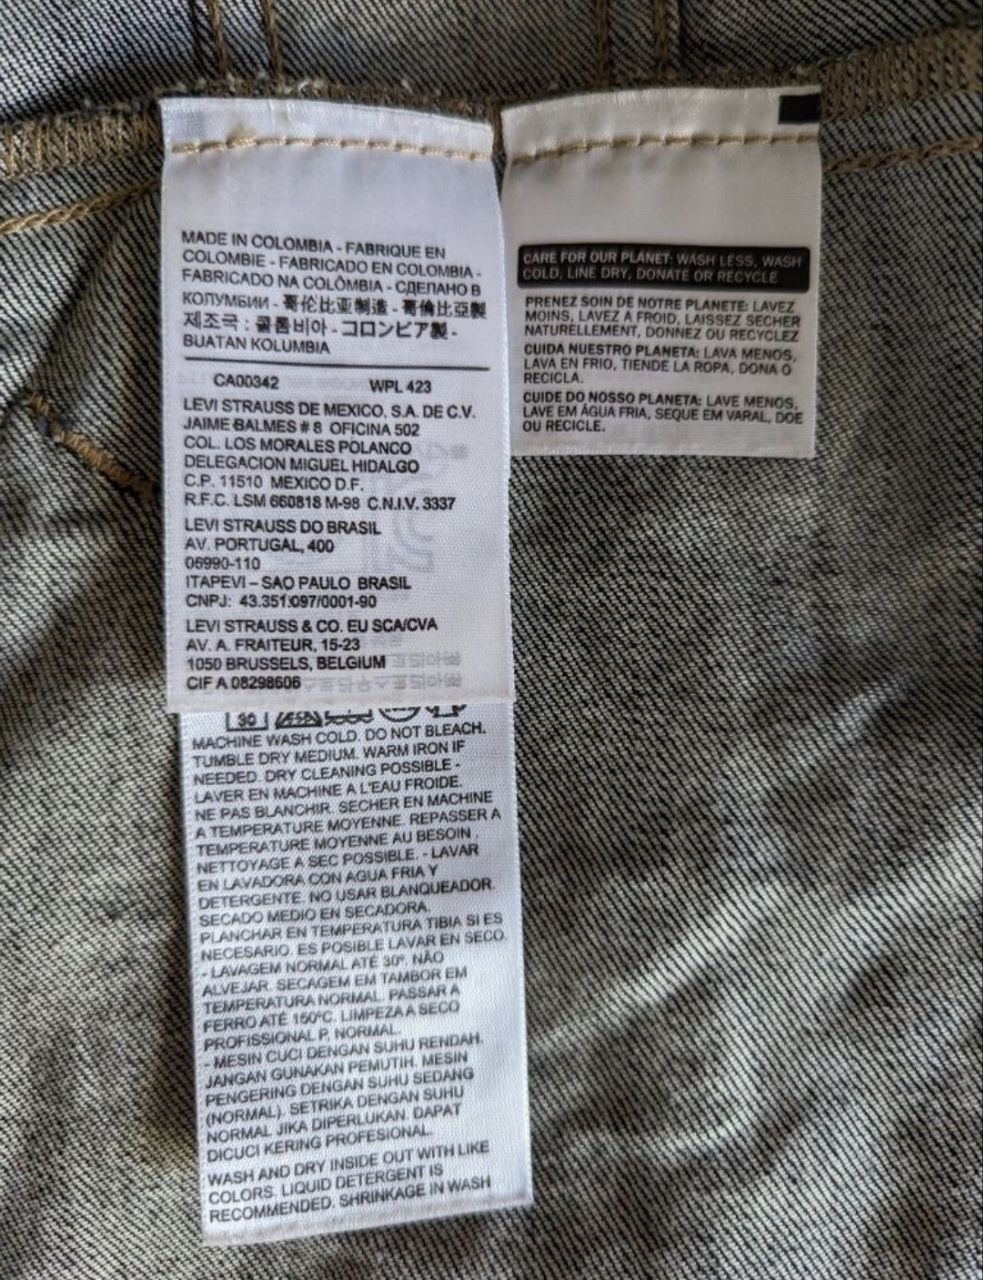 MADE IN COLOMBIA - FABRIQUE EN
COLOMBIE - FABRICADO EN COLOMBIA -
FABRICADO NA COLÔMBIA - СДЕЛАНО В
КОЛУМБИИ - 哥伦比亚制造 - 哥倫比亞製
제조국 : 콜롬비아 - コロンビア製 -
BUATAN KOLUMBIA
CA00342 WPL 423
LEVI STRAUSS DE MEXICO, S.A. DE C.V.
JAIME BALMES # 8 OFICINA 502
COL. LOS MORALES POLANCO
DELEGACION MIGUEL HIDALGO
C.P. 11510 MEXICO D.F.
R.F.C. LSM 660818 M-98 C.N.I.V. 3337
LEVI STRAUSS DO BRASIL
AV. PORTUGAL, 400
06990-110
ITAPEVI – SAO PAULO BRASIL
CNPJ: 43.351.097/0001-90
LEVI STRAUSS & CO. EU SCA/CVA
AV. A. FRAITEUR, 15-23
1050 BRUSSELS, BELGIUM
CIF A 08298606
30
MACHINE WASH COLD. DO NOT BLEACH.
TUMBLE DRY MEDIUM. WARM IRON IF
NEEDED. DRY CLEANING POSSIBLE -
LAVER EN MACHINE A L'EAU FROIDE.
NE PAS BLANCHIR. SECHER EN MACHINE
A TEMPERATURE MOYENNE. REPASSER A
TEMPERATURE MOYENNE AU BESOIN .
NETTOYAGE A SEC POSSIBLE. - LAVAR
EN LAVADORA CON AGUA FRIA Y
DETERGENTE. NO USAR BLANQUEADOR.
SECADO MEDIO EN SECADORA.
PLANCHAR EN TEMPERATURA TIBIA SI ES
NECESARIO. ES POSIBLE LAVAR EN SECO.
- LAVAGEM NORMAL ATÉ 30º. NÃO
ALVEJAR. SECAGEM EM TAMBOR EM
TEMPERATURA NORMAL. PASSAR A
FERRO ATÉ 150ºC. LIMPEZA A SECO
PROFISSIONAL P. NORMAL.
- MESIN CUCI DENGAN SUHU RENDAH.
JANGAN GUNAKAN PEMUTIH. MESIN
PENGERING DENGAN SUHU SEDANG
(NORMAL). SETRIKA DENGAN SUHU
NORMAL JIKA DIPERLUKAN. DAPAT
DICUCI KERING PROFESIONAL.
WASH AND DRY INSIDE OUT WITH LIKE
COLORS. LIQUID DETERGENT IS
RECOMMENDED. SHRINKAGE IN WASH
CARE FOR OUR PLANET: WASH LESS, WASH
COLD, LINE DRY, DONATE OR RECYCLE
PRENEZ SOIN DE NOTRE PLANETE: LAVEZ
MOINS, LAVEZ A FROID, LAISSEZ SECHER
NATURELLEMENT, DONNEZ OU RECYCLEZ
CUIDA NUESTRO PLANETA: LAVA MENOS,
LAVA EN FRIO, TIENDE LA ROPA, DONA O
RECICLA.
CUIDE DO NOSSO PLANETA: LAVE MENOS,
LAVE EM ÁGUA FRIA, SEQUE EM VARAL, DOE
OU RECICLE.